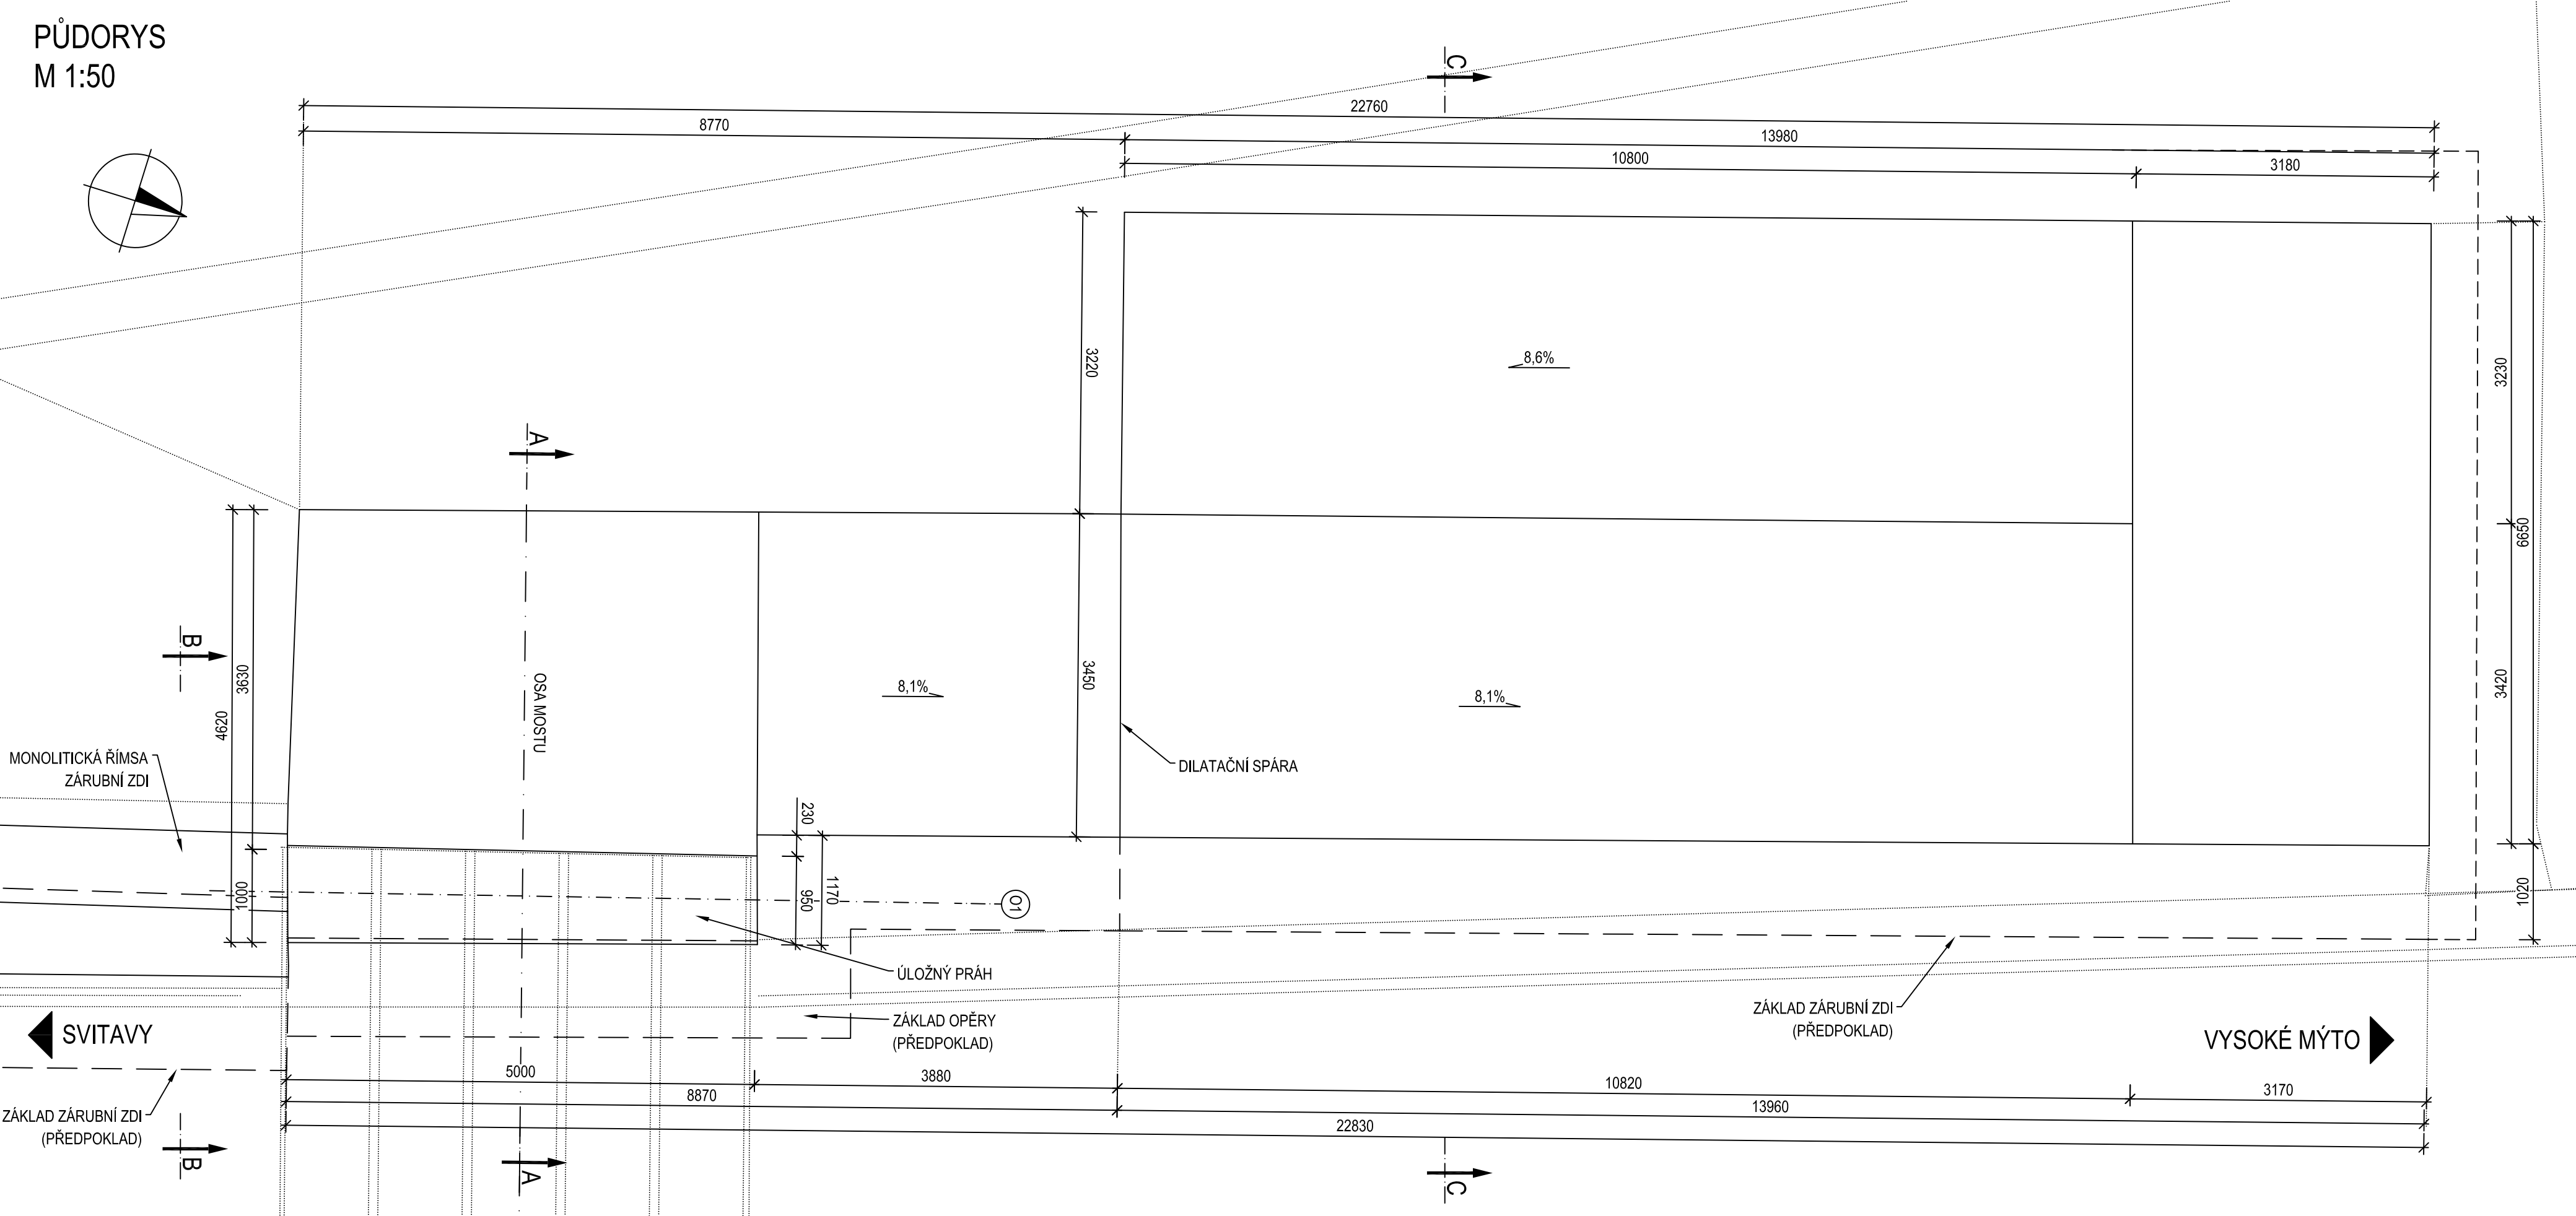 PŮDORYS
M 1:50
C
22760
8770
13980
10800
3180
3220
8,6%
3230
6650
A
B
3630
4620
OSA MOSTU
8,1%
3450
8,1%
3420
MONOLITICKÁ ŘÍMSA
ZÁRUBNÍ ZDI
DILATAČNÍ SPÁRA
230
1000
950
1170
O1
1020
ÚLOŽNÝ PRÁH
ZÁKLAD OPĚRY
(PŘEDPOKLAD)
ZÁKLAD ZÁRUBNÍ ZDI
(PŘEDPOKLAD)
SVITAVY
VYSOKÉ MÝTO
5000
3880
10820
3170
8870
13960
22830
ZÁKLAD ZÁRUBNÍ ZDI
(PŘEDPOKLAD)
B
A
C